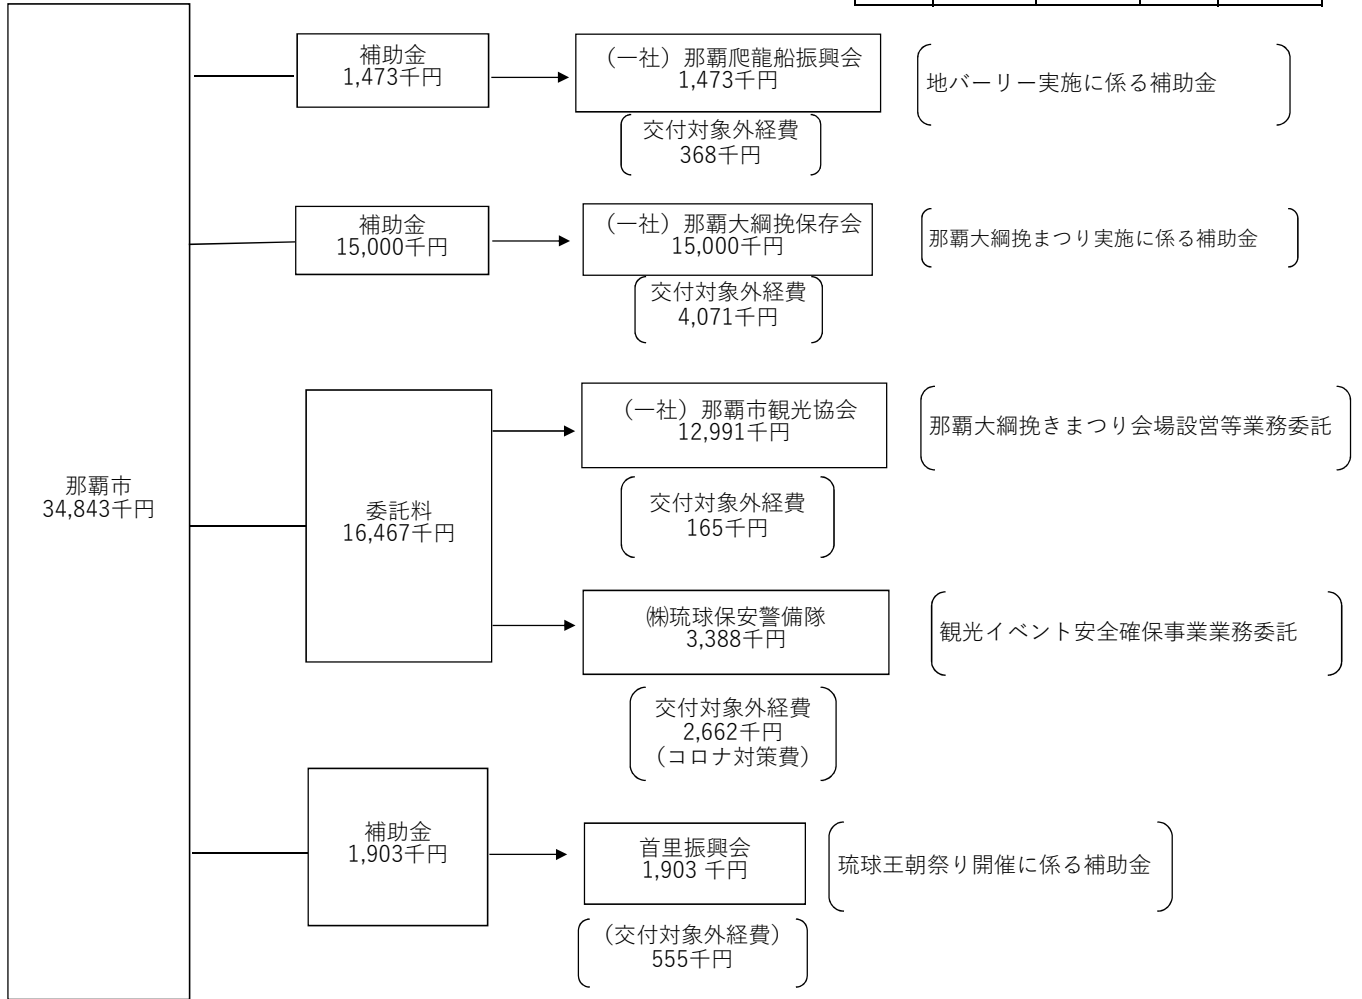 補助金
1,473千円
（一社）那覇爬龍船振興会
1,473千円
地バーリー実施に係る補助金
交付対象外経費
368千円
補助金
15,000千円
（一社）那覇大綱挽保存会
15,000千円
那覇大綱挽まつり実施に係る補助金
交付対象外経費
4,071千円
那覇市
34,843千円
委託料
16,467千円
（一社）那覇市観光協会
12,991千円
那覇大綱挽きまつり会場設営等業務委託
交付対象外経費
165千円
㈱琉球保安警備隊
3,388千円
観光イベント安全確保事業業務委託
交付対象外経費
2,662千円
（コロナ対策費）
補助金
1,903千円
首里振興会
1,903 千円
琉球王朝祭り開催に係る補助金
（交付対象外経費）
555千円